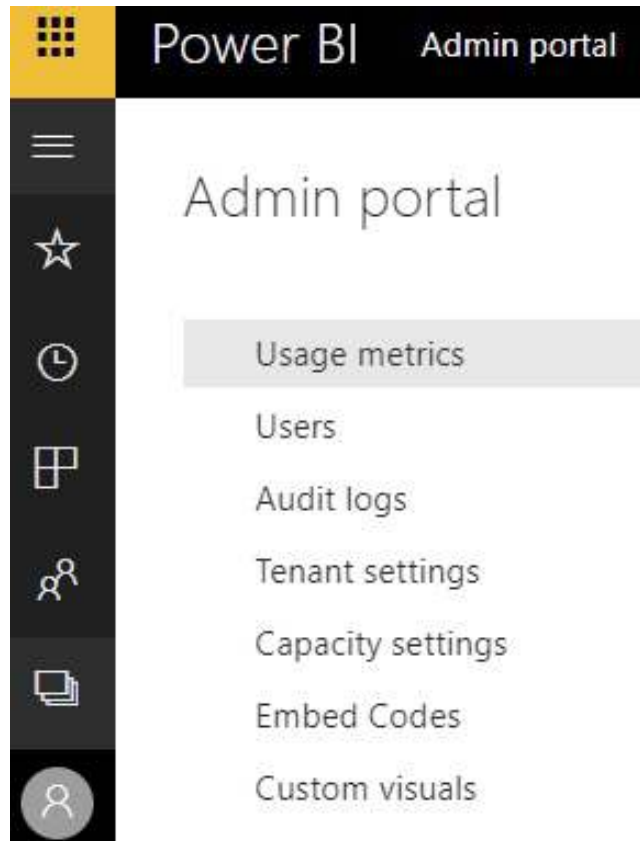 Power BI Admin portal
Admin portal
Usage metrics
Users
Audit logs
Tenant settings
Capacity settings
Embed Codes
Custom visuals